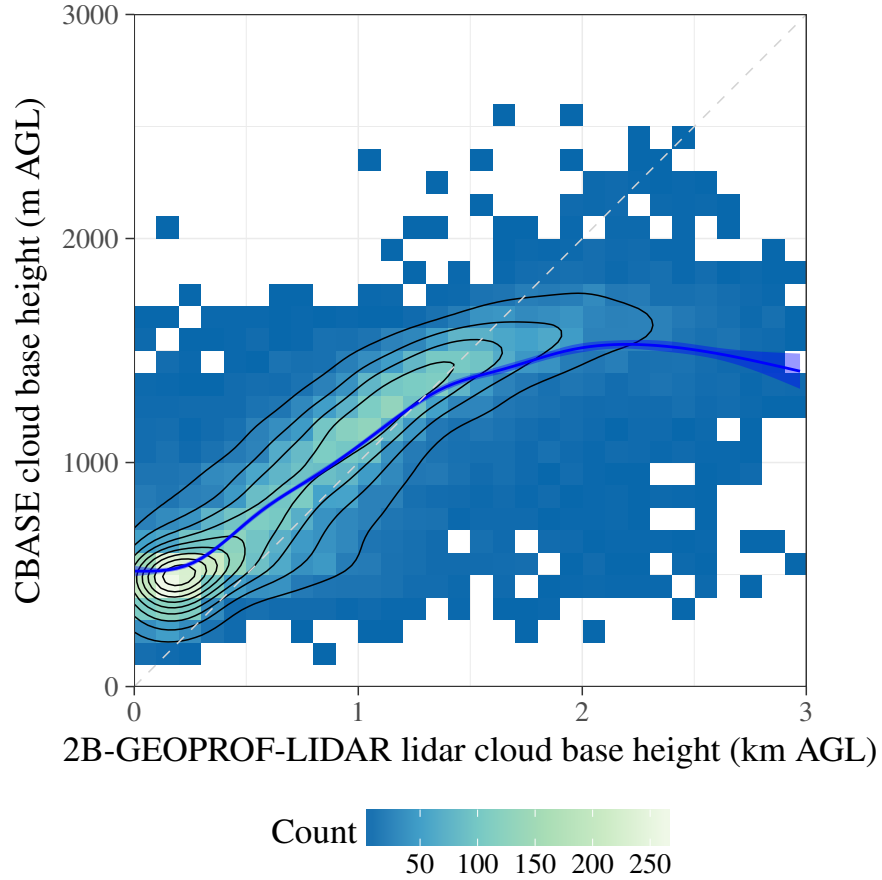 3000
2000
1000
0
CBASE cloud base height (m AGL)
0 1 2 3
2B-GEOPROF-LIDAR lidar cloud base height (km AGL)
Count
50 100 150 200 250